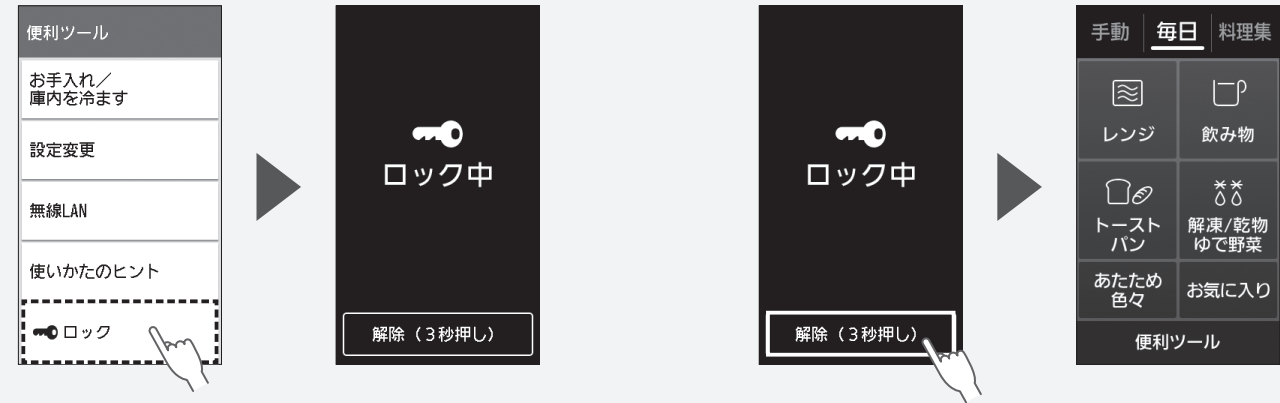 便利ツール
お手入れ／
庫内を冷ます
設定変更
無線LAN
使いかたのヒント
ロック
ロック中
解除（3秒押し）
ロック中
解除（3秒押し）
手動 毎日 料理集
レンジ
飲み物
トースト
パン
解凍/乾物
ゆで野菜
あたため
色々
お気に入り
便利ツール